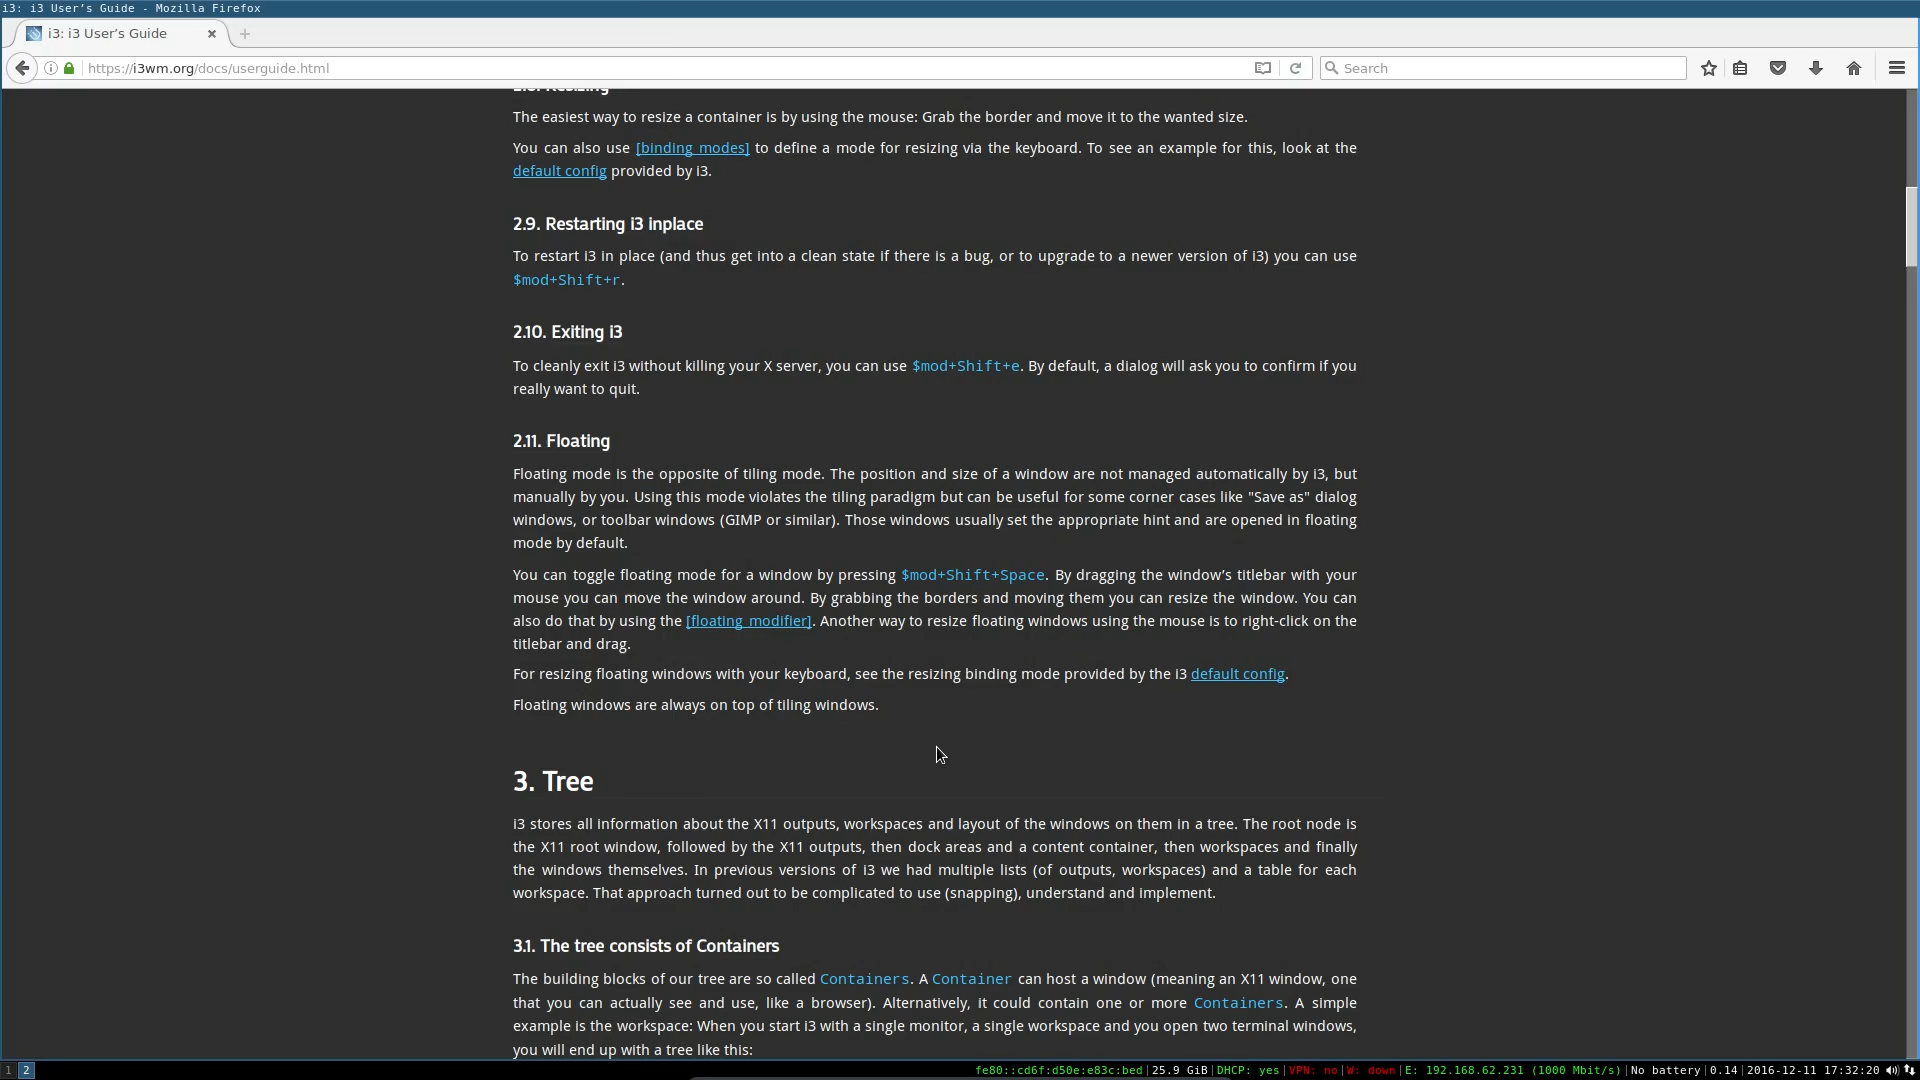 i3: i3 User’s Guide - Mozilla Firefox
i3: i3 User’s Guide
https://i3wm.org/docs/userguide.html
Search
2.8. Resizing
The easiest way to resize a container is by using the mouse: Grab the border and move it to the wanted size.
You can also use [binding modes] to define a mode for resizing via the keyboard. To see an example for this, look at the
default config provided by i3.
2.9. Restarting i3 inplace
To restart i3 in place (and thus get into a clean state if there is a bug, or to upgrade to a newer version of i3) you can use
$mod+Shift+r.
2.10. Exiting i3
To cleanly exit i3 without killing your X server, you can use $mod+Shift+e. By default, a dialog will ask you to confirm if you
really want to quit.
2.11. Floating
Floating mode is the opposite of tiling mode. The position and size of a window are not managed automatically by i3, but
manually by you. Using this mode violates the tiling paradigm but can be useful for some corner cases like "Save as" dialog
windows, or toolbar windows (GIMP or similar). Those windows usually set the appropriate hint and are opened in floating
mode by default.
You can toggle floating mode for a window by pressing $mod+Shift+Space. By dragging the window’s titlebar with your
mouse you can move the window around. By grabbing the borders and moving them you can resize the window. You can
also do that by using the [floating_modifier]. Another way to resize floating windows using the mouse is to right-click on the
titlebar and drag.
For resizing floating windows with your keyboard, see the resizing binding mode provided by the i3 default config.
Floating windows are always on top of tiling windows.
3. Tree
i3 stores all information about the X11 outputs, workspaces and layout of the windows on them in a tree. The root node is
the X11 root window, followed by the X11 outputs, then dock areas and a content container, then workspaces and finally
the windows themselves. In previous versions of i3 we had multiple lists (of outputs, workspaces) and a table for each
workspace. That approach turned out to be complicated to use (snapping), understand and implement.
3.1. The tree consists of Containers
The building blocks of our tree are so called Containers. A Container can host a window (meaning an X11 window, one
that you can actually see and use, like a browser). Alternatively, it could contain one or more Containers. A simple
example is the workspace: When you start i3 with a single monitor, a single workspace and you open two terminal windows,
you will end up with a tree like this:
1 2 fe80::cd6f:d50e:e83c:bed|25.9 GiB|DHCP: yes|VPN: no|W: down|E: 192.168.62.231 (1000 Mbit/s)|No battery|0.14|2016-12-11 17:32:20